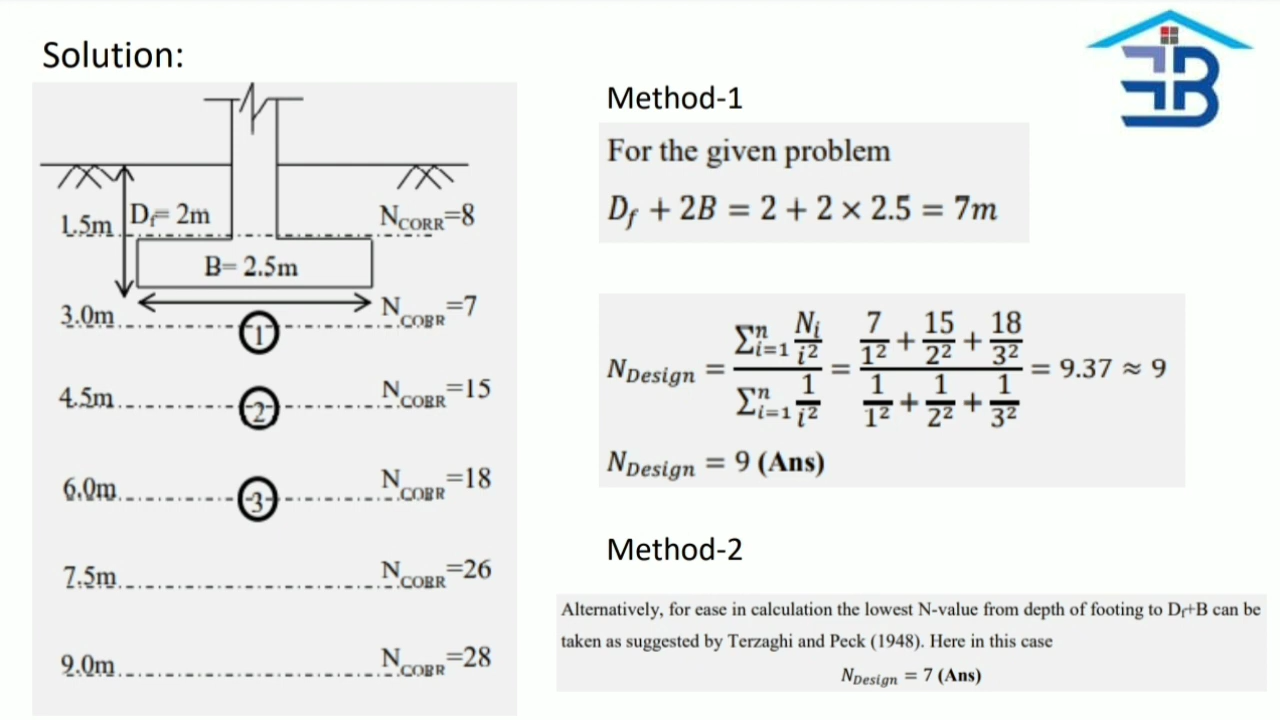 Solution:
D_f= 2m
1.5m
N_CORR=8
B= 2.5m
3.0m
N_CORR=7
1
4.5m
N_CORR=15
2
6.0m
N_CORR=18
3
7.5m
N_CORR=26
9.0m
N_CORR=28
Method-1
For the given problem
D_f + 2B = 2 + 2 × 2.5 = 7m
N_Design = (∑_{i=1}^{n} N_i/i²) / (∑_{i=1}^{n} 1/i²) = (7/1² + 15/2² + 18/3²) / (1/1² + 1/2² + 1/3²) = 9.37 ≈ 9
N_Design = 9 (Ans)
Method-2
Alternatively, for ease in calculation the lowest N-value from depth of footing to D_f+B can be
taken as suggested by Terzaghi and Peck (1948). Here in this case
N_Design = 7 (Ans)